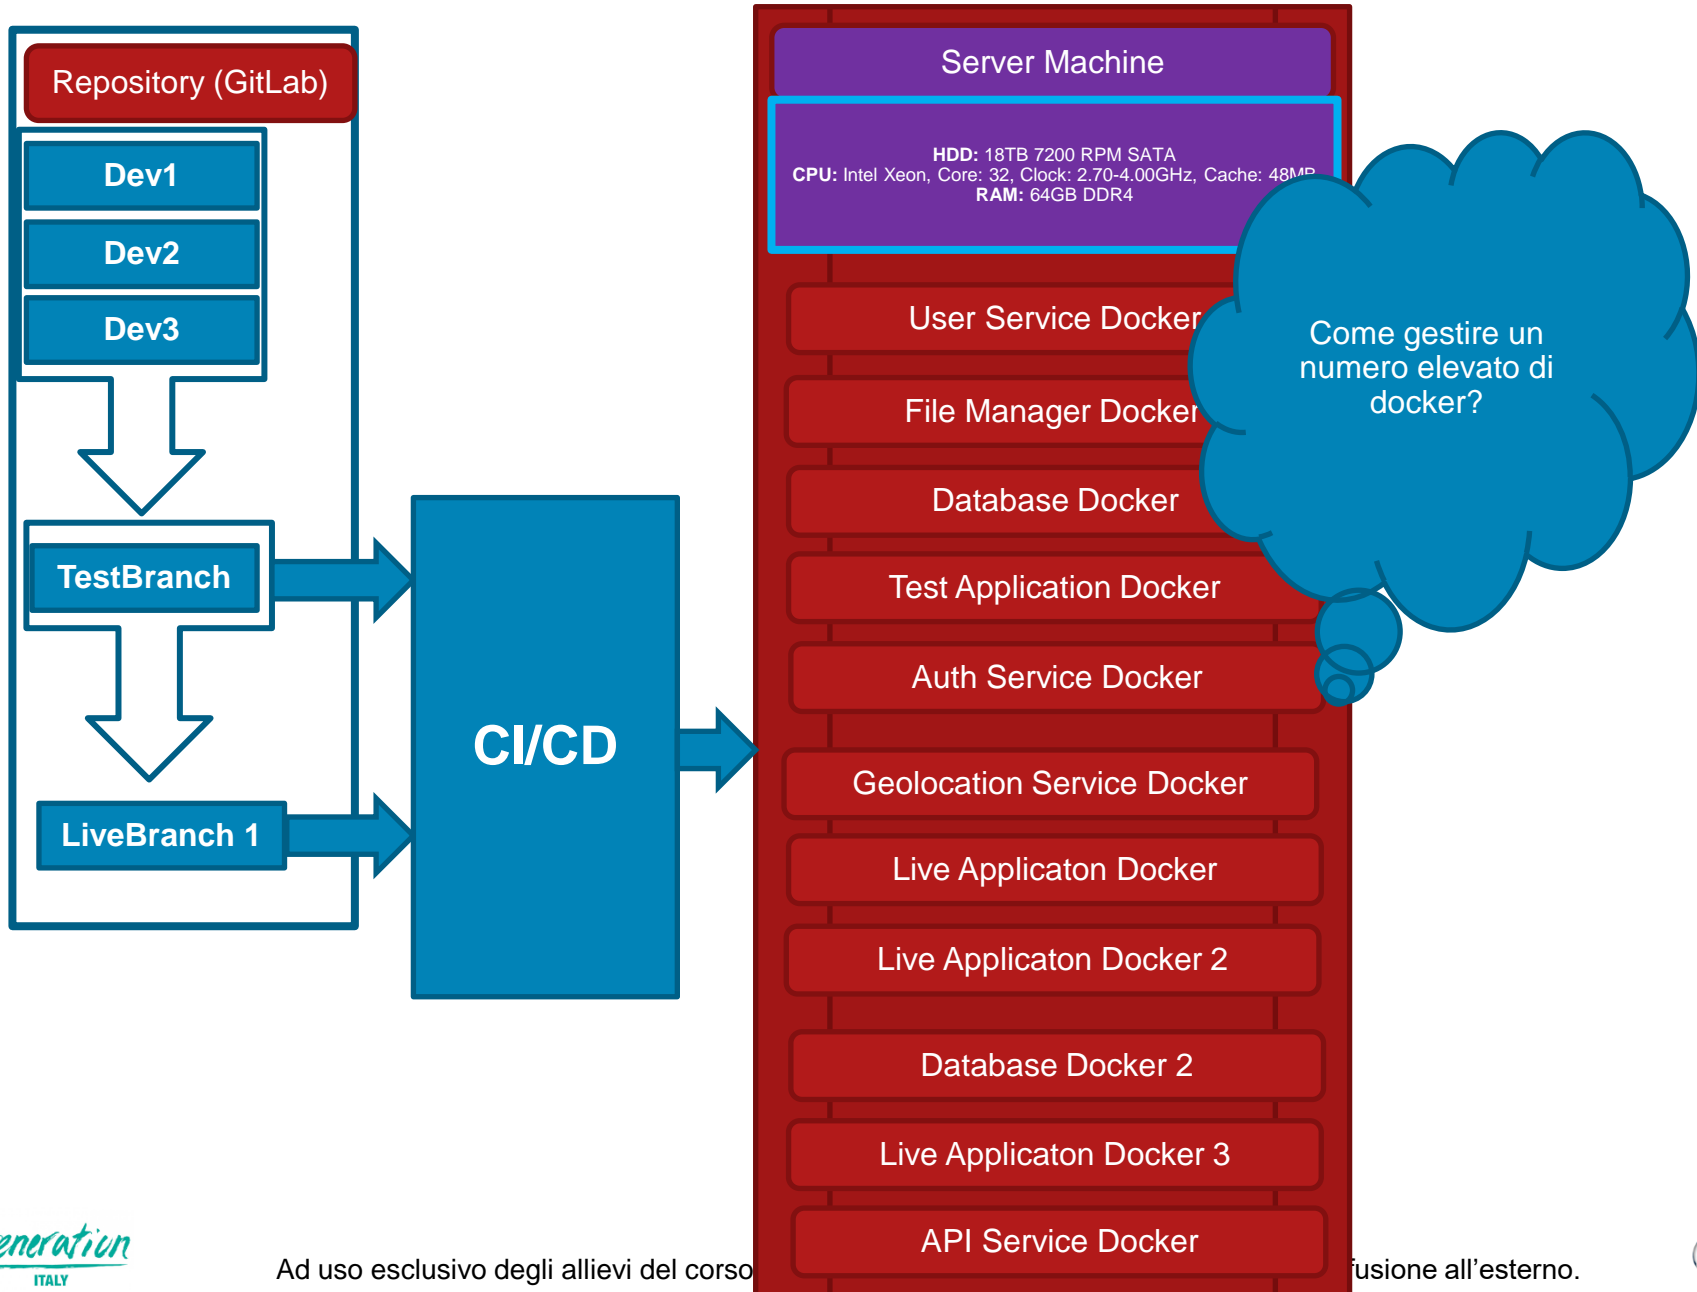 Repository (GitLab)
Dev1
Dev2
Dev3
TestBranch
LiveBranch 1
CI/CD
Server Machine
HDD: 18TB 7200 RPM SATA
CPU: Intel Xeon, Core: 32, Clock: 2.70-4.00GHz, Cache: 48MB
RAM: 64GB DDR4
User Service Docker
File Manager Docker
Database Docker
Test Application Docker
Auth Service Docker
Geolocation Service Docker
Live Applicaton Docker
Live Applicaton Docker 2
Database Docker 2
Live Applicaton Docker 3
API Service Docker
Come gestire un
numero elevato di
docker?
eneration
ITALY
Ad uso esclusivo degli allievi del corso
fusione all'esterno.